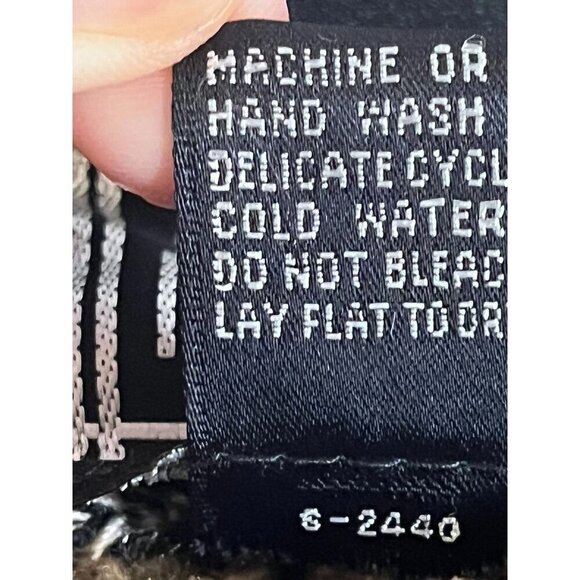 MACHINE OR
HAND WASH
DELICATE CYCL
COLD WATER
DO NOT BLEAC
LAY FLAT TO DR
6-2440